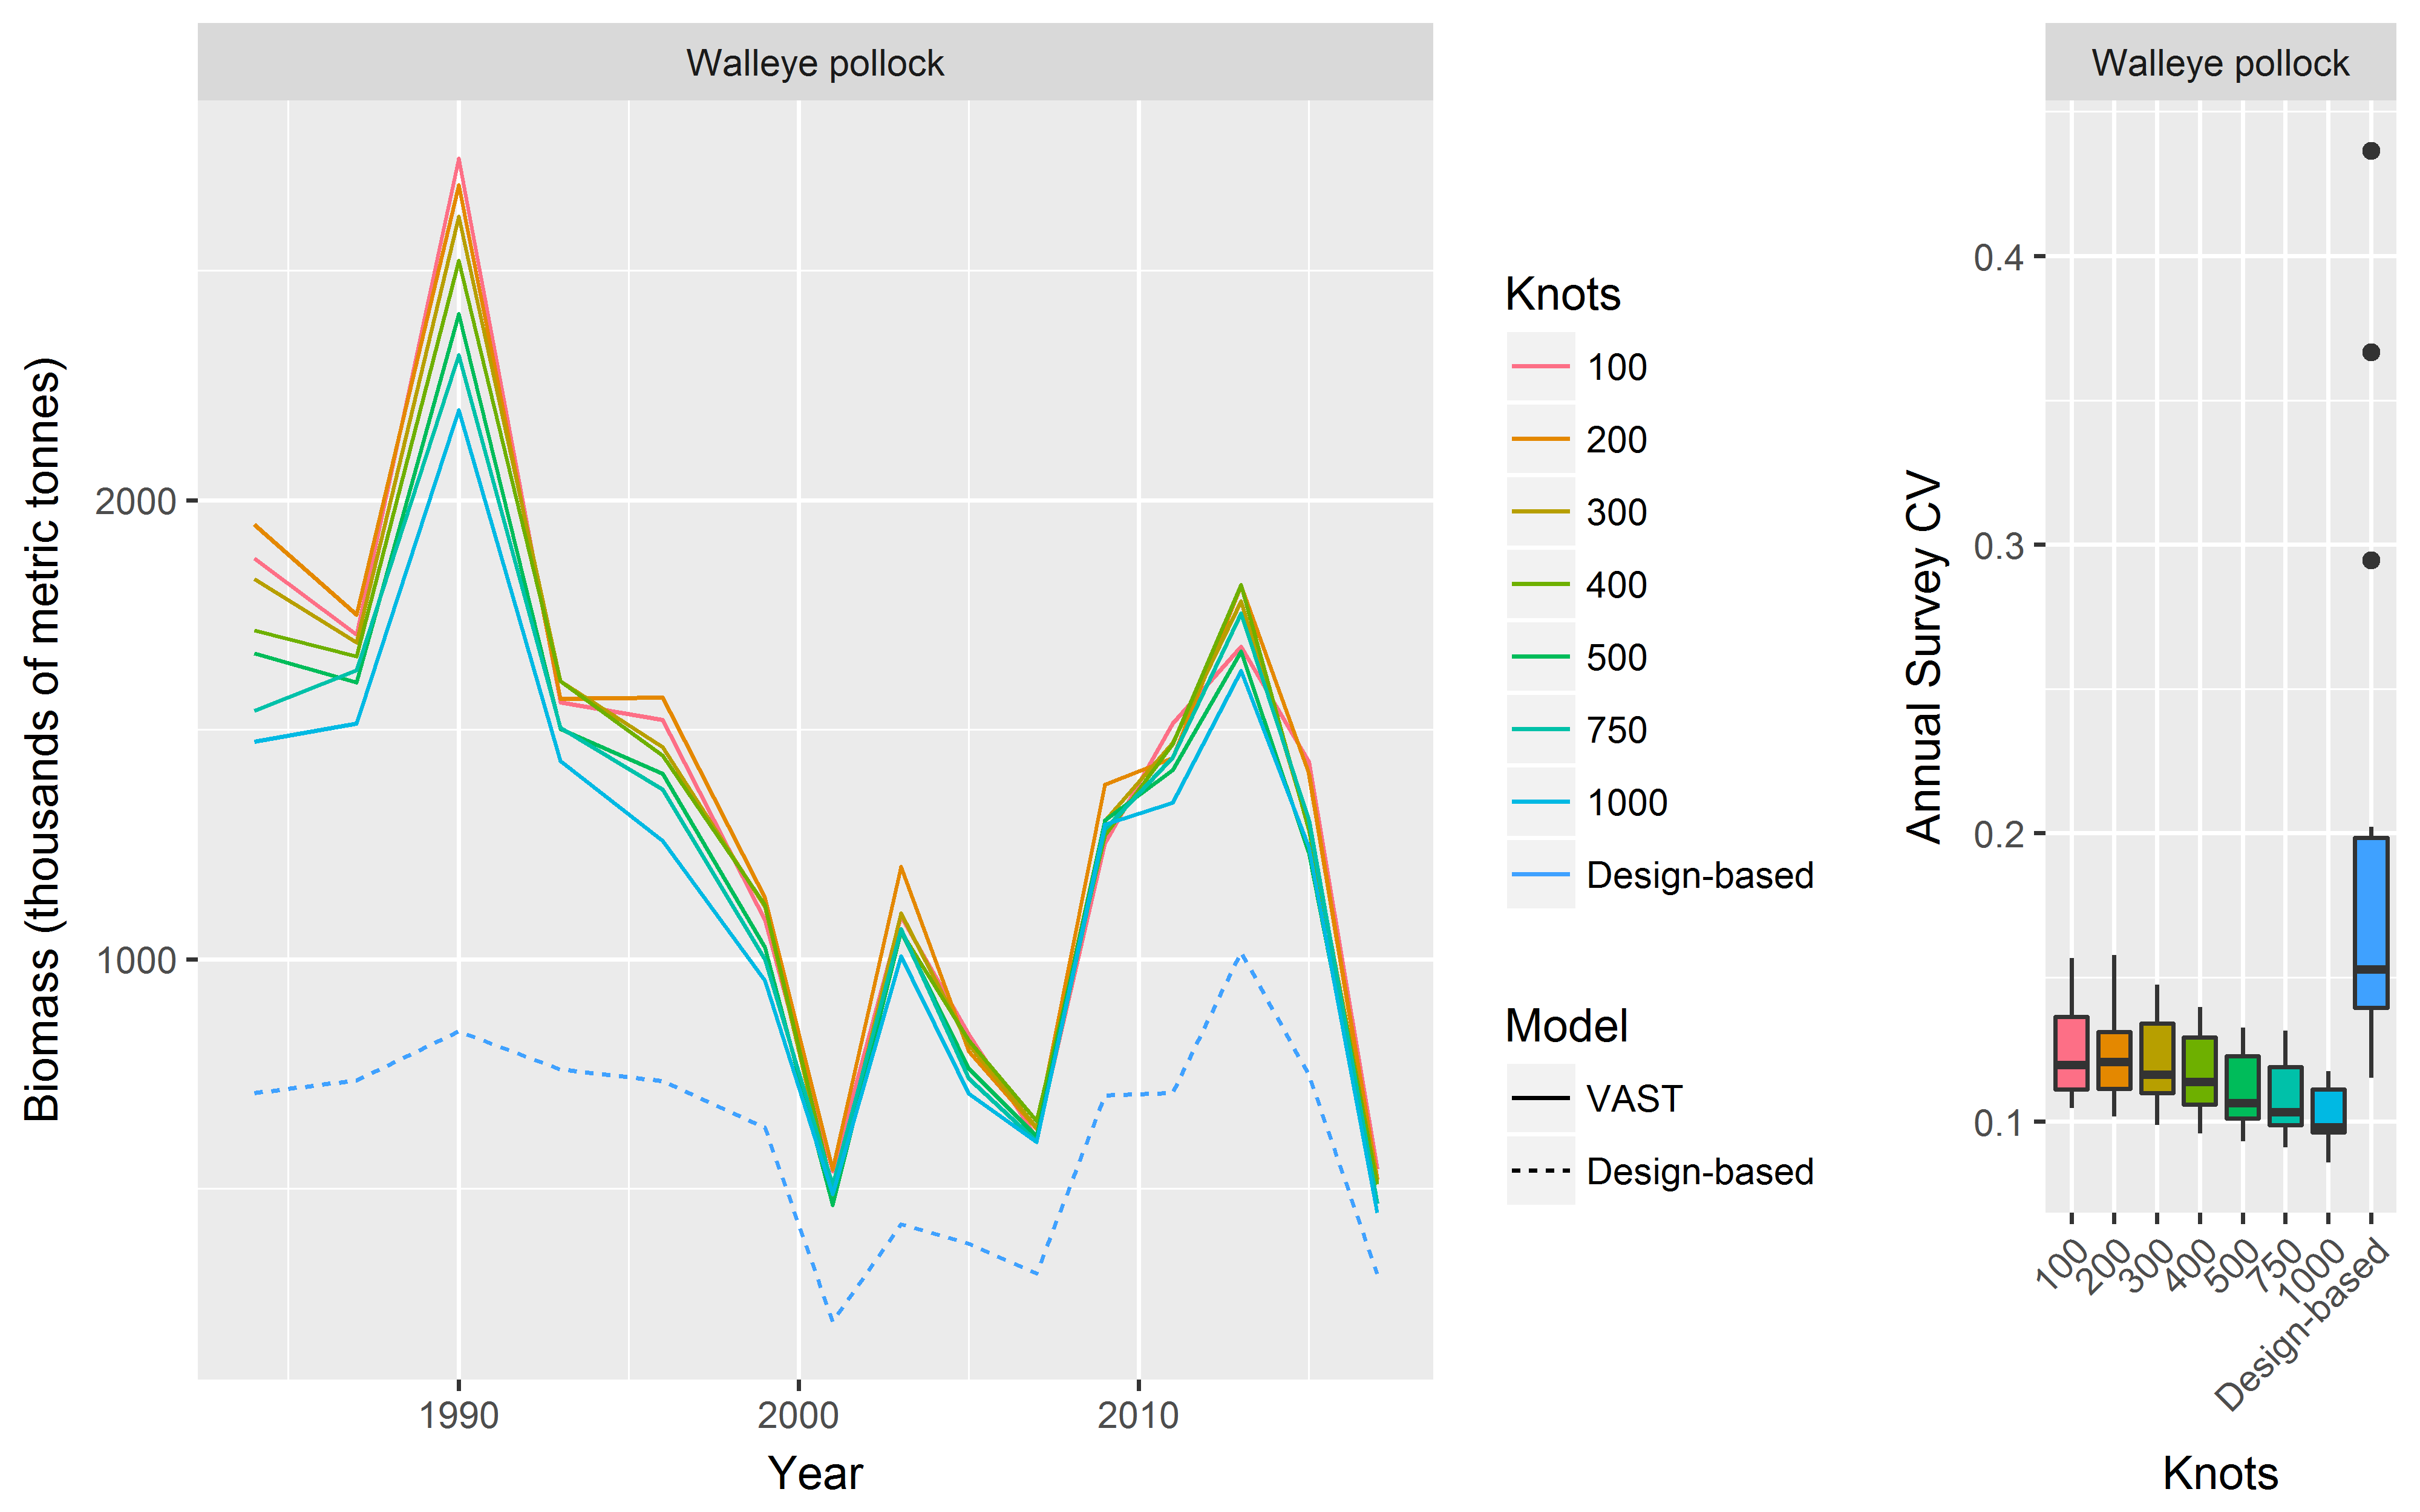 Walleye pollock
Biomass (thousands of metric tonnes)
2000
1000
1990
2000
2010
Year
Knots
100
200
300
400
500
750
1000
Design-based
Model
VAST
Design-based
Walleye pollock
Annual Survey CV
0.4
0.3
0.2
0.1
100
200
300
400
500
750
1000
Design-based
Knots